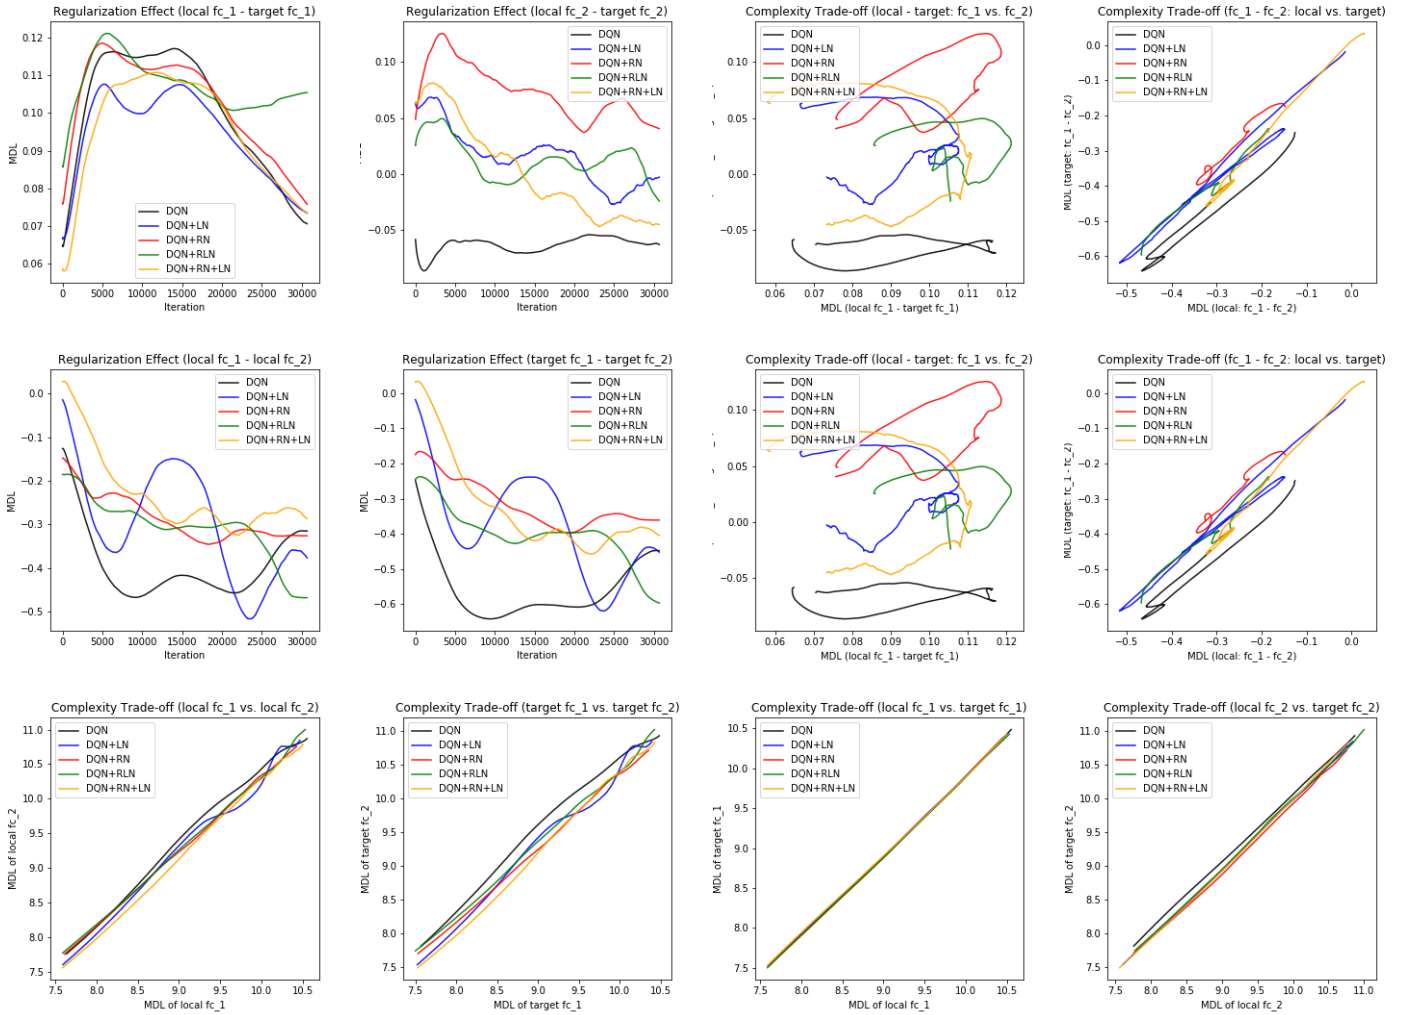 Regularization Effect (local fc_1 - target fc_1)
Regularization Effect (local fc_2 - target fc_2)
Complexity Trade-off (local - target: fc_1 vs. fc_2)
Complexity Trade-off (fc_1 - fc_2: local vs. target)
MDL
0.12
0.11
0.10
0.09
0.08
0.07
0.06
DQN
DQN+LN
DQN+RN
DQN+RLN
DQN+RN+LN
0 5000 10000 15000 20000 25000 30000
Iteration
0.10
0.05
0.00
−0.05
DQN
DQN+LN
DQN+RN
DQN+RLN
DQN+RN+LN
0 5000 10000 15000 20000 25000 30000
Iteration
0.10
0.05
0.00
−0.05
DQN
DQN+LN
DQN+RN
DQN+RLN
DQN+RN+LN
0.06 0.07 0.08 0.09 0.10 0.11 0.12
MDL (local fc_1 - target fc_1)
MDL (target: fc_1 - fc_2)
0.0
−0.1
−0.2
−0.3
−0.4
−0.5
−0.6
DQN
DQN+LN
DQN+RN
DQN+RLN
DQN+RN+LN
−0.5 −0.4 −0.3 −0.2 −0.1 0.0
MDL (local: fc_1 - fc_2)
Regularization Effect (local fc_1 - local fc_2)
Regularization Effect (target fc_1 - target fc_2)
Complexity Trade-off (local - target: fc_1 vs. fc_2)
Complexity Trade-off (fc_1 - fc_2: local vs. target)
MDL
0.0
−0.1
−0.2
−0.3
−0.4
−0.5
DQN
DQN+LN
DQN+RN
DQN+RLN
DQN+RN+LN
0 5000 10000 15000 20000 25000 30000
Iteration
MDL
0.0
−0.1
−0.2
−0.3
−0.4
−0.5
−0.6
DQN
DQN+LN
DQN+RN
DQN+RLN
DQN+RN+LN
0 5000 10000 15000 20000 25000 30000
Iteration
0.10
0.05
0.00
−0.05
DQN
DQN+LN
DQN+RN
DQN+RLN
DQN+RN+LN
0.06 0.07 0.08 0.09 0.10 0.11 0.12
MDL (local fc_1 - target fc_1)
MDL (target: fc_1 - fc_2)
0.0
−0.1
−0.2
−0.3
−0.4
−0.5
−0.6
DQN
DQN+LN
DQN+RN
DQN+RLN
DQN+RN+LN
−0.5 −0.4 −0.3 −0.2 −0.1 0.0
MDL (local: fc_1 - fc_2)
Complexity Trade-off (local fc_1 vs. local fc_2)
Complexity Trade-off (target fc_1 vs. target fc_2)
Complexity Trade-off (local fc_1 vs. target fc_1)
Complexity Trade-off (local fc_2 vs. target fc_2)
MDL of local fc_2
11.0
10.5
10.0
9.5
9.0
8.5
8.0
7.5
DQN
DQN+LN
DQN+RN
DQN+RLN
DQN+RN+LN
7.5 8.0 8.5 9.0 9.5 10.0 10.5
MDL of local fc_1
MDL of target fc_2
11.0
10.5
10.0
9.5
9.0
8.5
8.0
7.5
DQN
DQN+LN
DQN+RN
DQN+RLN
DQN+RN+LN
7.5 8.0 8.5 9.0 9.5 10.0 10.5
MDL of target fc_1
MDL of target fc_1
10.5
10.0
9.5
9.0
8.5
8.0
7.5
DQN
DQN+LN
DQN+RN
DQN+RLN
DQN+RN+LN
7.5 8.0 8.5 9.0 9.5 10.0 10.5
MDL of local fc_1
MDL of target fc_2
11.0
10.5
10.0
9.5
9.0
8.5
8.0
7.5
DQN
DQN+LN
DQN+RN
DQN+RLN
DQN+RN+LN
7.5 8.0 8.5 9.0 9.5 10.0 10.5 11.0
MDL of local fc_2